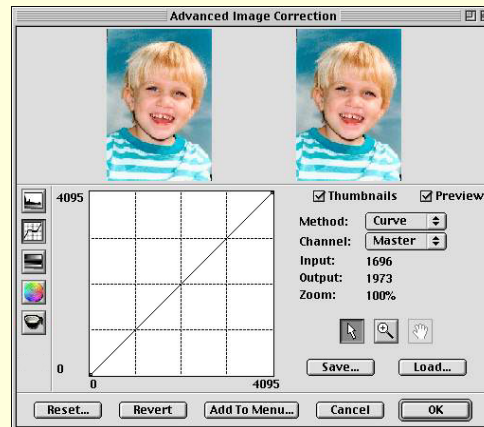 Advanced Image Correction
4095
Thumbnails Preview
Method: Curve
Channel: Master
Input: 1696
Output: 1973
Zoom: 100%
0
0 4095
Save... Load...
Reset... Revert Add To Menu... Cancel OK